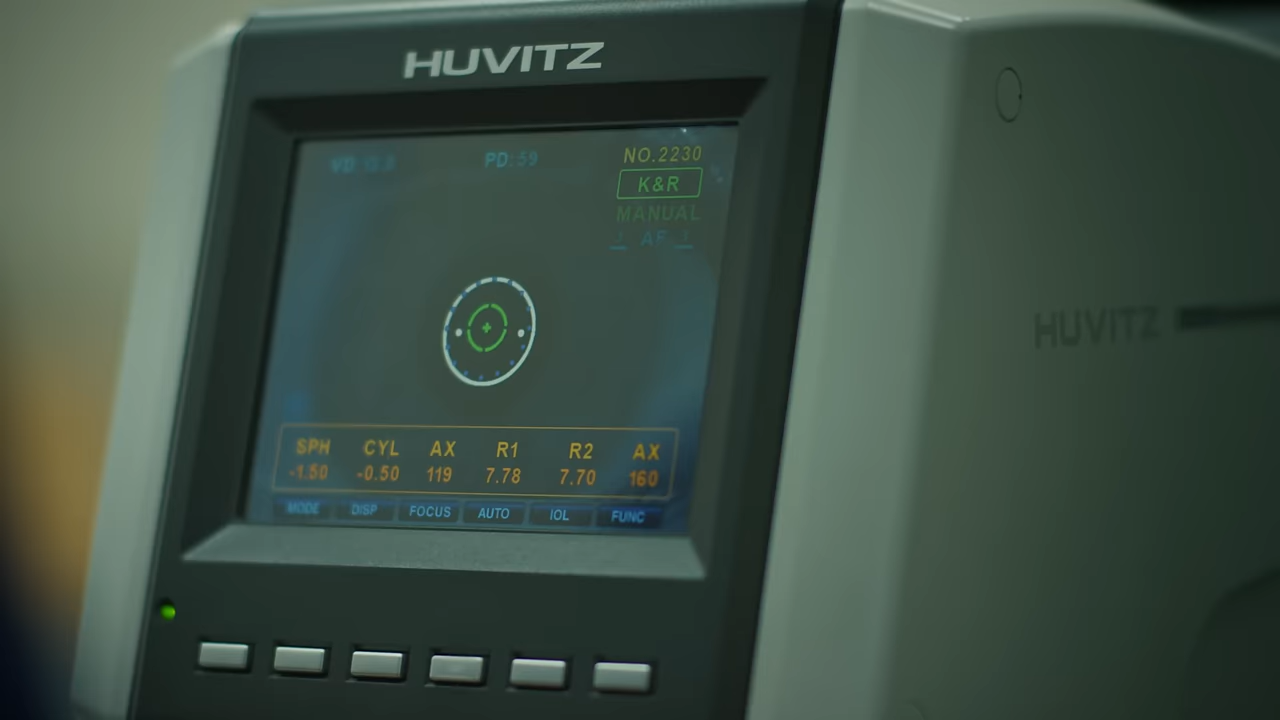 HUVITZ
PD:59
NO.2230
K&R
MANUAL
AF
HUVITZ
SPH CYL AX R1 R2 AX
-1.50 -0.50 119 7.78 7.70 160
MODE DISP FOCUS AUTO IOL FUNC